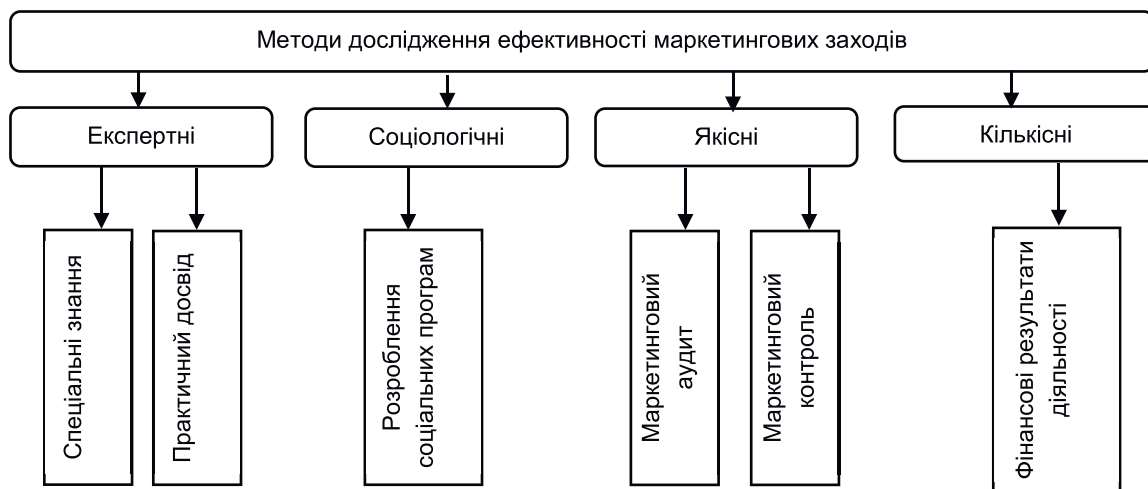 Методи дослідження ефективності маркетингових заходів
Експертні
Соціологічні
Якісні
Кількісні
Спеціальні знання
Практичний досвід
Розроблення
соціальних програм
Маркетинговий
аудит
Маркетинговий
контроль
Фінансові результати
діяльності